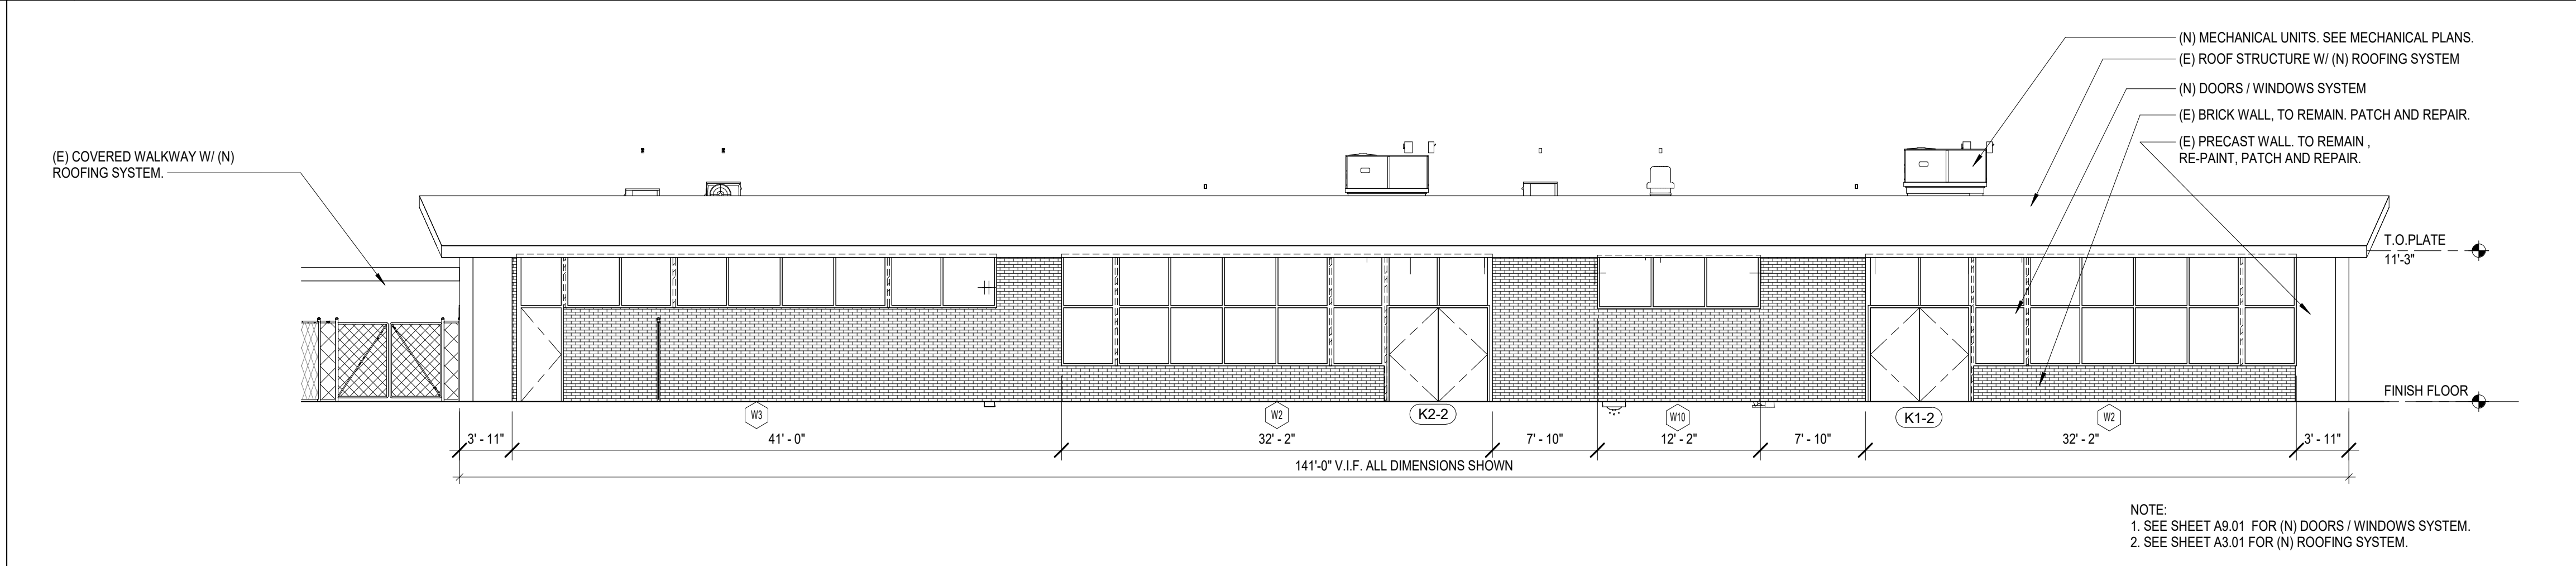 (N) MECHANICAL UNITS. SEE MECHANICAL PLANS.
(E) ROOF STRUCTURE W/ (N) ROOFING SYSTEM
(N) DOORS / WINDOWS SYSTEM
(E) BRICK WALL, TO REMAIN. PATCH AND REPAIR.
(E) PRECAST WALL. TO REMAIN ,
RE-PAINT, PATCH AND REPAIR.
(E) COVERED WALKWAY W/ (N)
ROOFING SYSTEM.
T.O.PLATE
11'-3"
FINISH FLOOR
W3
W2
K2-2
W10
K1-2
W2
3' - 11"
41' - 0"
32' - 2"
7' - 10"
12' - 2"
7' - 10"
32' - 2"
3' - 11"
141'-0" V.I.F. ALL DIMENSIONS SHOWN
NOTE:
1. SEE SHEET A9.01 FOR (N) DOORS / WINDOWS SYSTEM.
2. SEE SHEET A3.01 FOR (N) ROOFING SYSTEM.